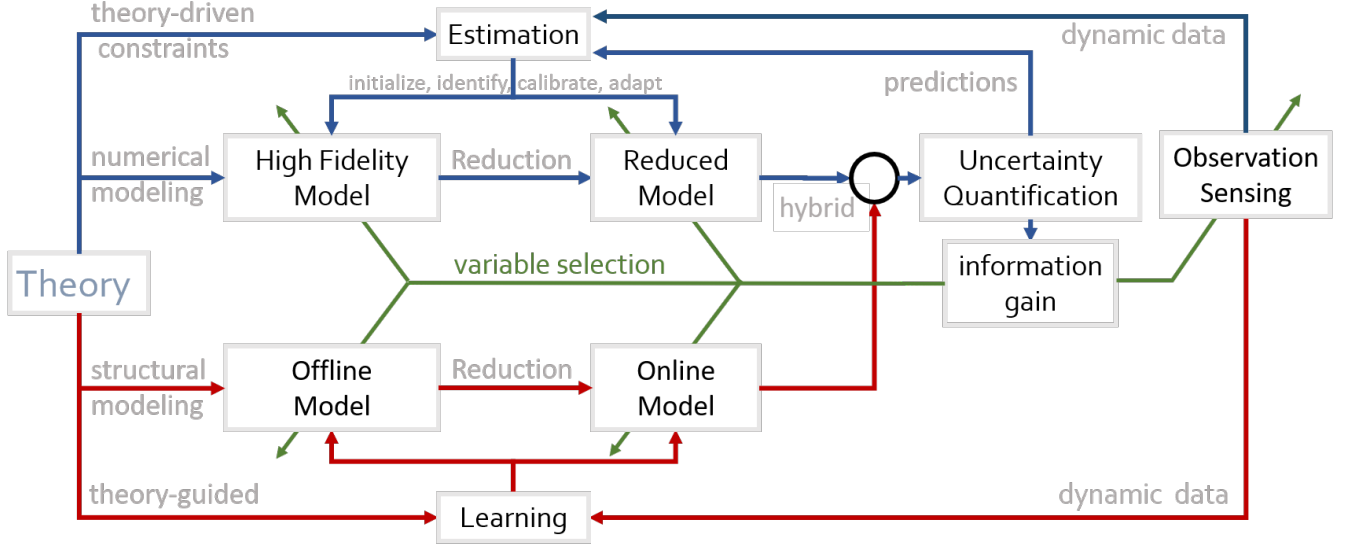 theory-driven
constraints
Estimation
dynamic data
initialize, identify, calibrate, adapt
predictions
numerical
modeling
High Fidelity
Model
Reduction
Reduced
Model
hybrid
Uncertainty
Quantification
Observation
Sensing
Theory
variable selection
information
gain
structural
modeling
Offline
Model
Reduction
Online
Model
theory-guided
Learning
dynamic data